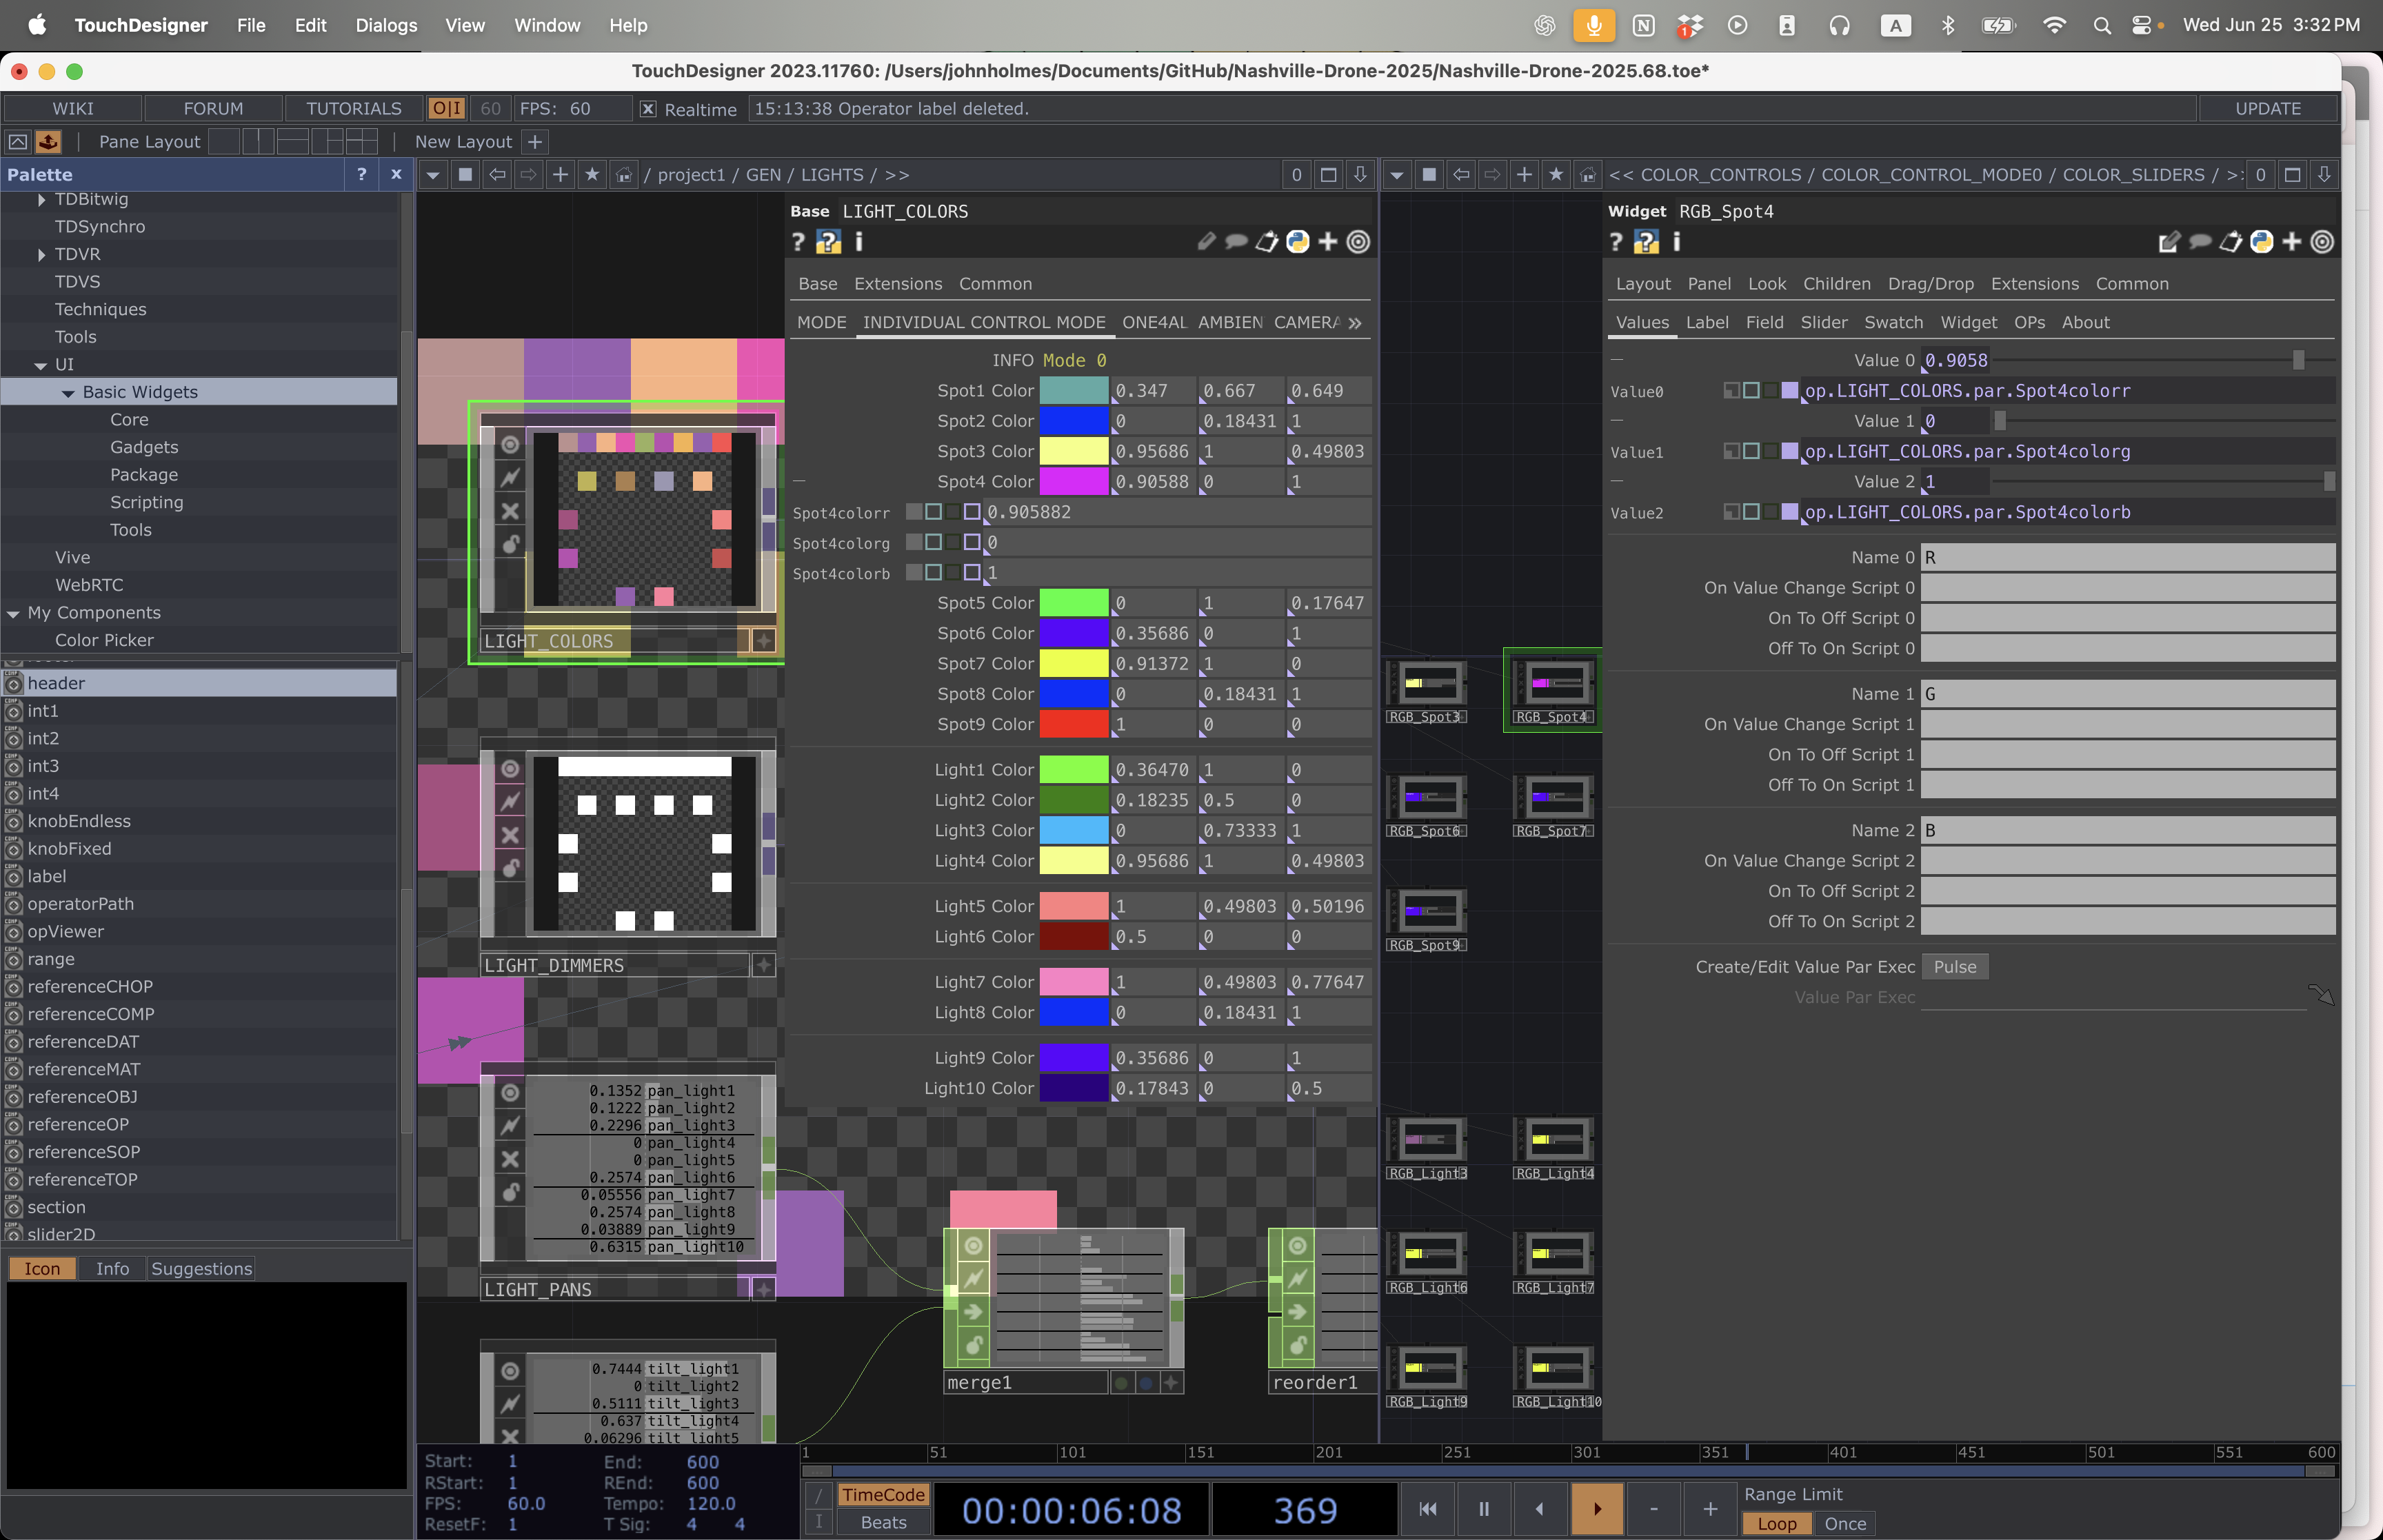 TouchDesigner File Edit Dialogs View Window Help
1 N A Wed Jun 25 3:32 PM
TouchDesigner 2023.11760: /Users/johnholmes/Documents/GitHub/Nashville-Drone-2025/Nashville-Drone-2025.68.toe*
WIKI FORUM TUTORIALS O|I 60 FPS: 60 Realtime 15:13:38 Operator label deleted. UPDATE
Pane Layout New Layout +
Palette ? x
TDBitwig
TDSynchro
TDVR
TDVS
Techniques
Tools
UI
Basic Widgets
Core
Gadgets
Package
Scripting
Tools
Vive
WebRTC
My Components
Color Picker
header
int1
int2
int3
int4
knobEndless
knobFixed
label
operatorPath
opViewer
range
referenceCHOP
referenceCOMP
referenceDAT
referenceMAT
referenceOBJ
referenceOP
referenceSOP
referenceTOP
section
slider2D
Icon Info Suggestions
/ project1 / GEN / LIGHTS / >> 0
LIGHT_COLORS
LIGHT_DIMMERS
0.1352 pan_light1
0.1222 pan_light2
0.2296 pan_light3
0 pan_light4
0 pan_light5
0.2574 pan_light6
0.05556 pan_light7
0.2574 pan_light8
0.03889 pan_light9
0.6315 pan_light10
LIGHT_PANS
0.7444 tilt_light1
0 tilt_light2
0.5111 tilt_light3
0.637 tilt_light4
0.06296 tilt_light5
merge1
reorder1
Base LIGHT_COLORS
? ? i
Base Extensions Common
MODE INDIVIDUAL CONTROL MODE ONE4AL AMBIEN CAMERA »
INFO Mode 0
Spot1 Color 0.347 0.667 0.649
Spot2 Color 0 0.18431 1
Spot3 Color 0.95686 1 0.49803
Spot4 Color 0.90588 0 1
Spot4colorr 0.905882
Spot4colorg 0
Spot4colorb 1
Spot5 Color 0 1 0.17647
Spot6 Color 0.35686 0 1
Spot7 Color 0.91372 1 0
Spot8 Color 0 0.18431 1
Spot9 Color 1 0 0
Light1 Color 0.36470 1 0
Light2 Color 0.18235 0.5 0
Light3 Color 0 0.73333 1
Light4 Color 0.95686 1 0.49803
Light5 Color 1 0.49803 0.50196
Light6 Color 0.5 0 0
Light7 Color 1 0.49803 0.77647
Light8 Color 0 0.18431 1
Light9 Color 0.35686 0 1
Light10 Color 0.17843 0 0.5
<< COLOR_CONTROLS / COLOR_CONTROL_MODE0 / COLOR_SLIDERS / >: 0
RGB_Spot3 RGB_Spot4
RGB_Spot6 RGB_Spot7
RGB_Spot9
RGB_Light3 RGB_Light4
RGB_Light6 RGB_Light7
RGB_Light9 RGB_Light10
Widget RGB_Spot4
? ? i
Layout Panel Look Children Drag/Drop Extensions Common
Values Label Field Slider Swatch Widget OPs About
Value 0 0.9058
Value0 op.LIGHT_COLORS.par.Spot4colorr
Value 1 0
Value1 op.LIGHT_COLORS.par.Spot4colorg
Value 2 1
Value2 op.LIGHT_COLORS.par.Spot4colorb
Name 0 R
On Value Change Script 0
On To Off Script 0
Off To On Script 0
Name 1 G
On Value Change Script 1
On To Off Script 1
Off To On Script 1
Name 2 B
On Value Change Script 2
On To Off Script 2
Off To On Script 2
Create/Edit Value Par Exec Pulse
Value Par Exec
1 51 101 151 201 251 301 351 401 451 501 551 600
Start: 1 End: 600
RStart: 1 REnd: 600
FPS: 60.0 Tempo: 120.0
ResetF: 1 T Sig: 4 4
/ TimeCode
I Beats
00:00:06:08 369 - +
Range Limit
Loop Once